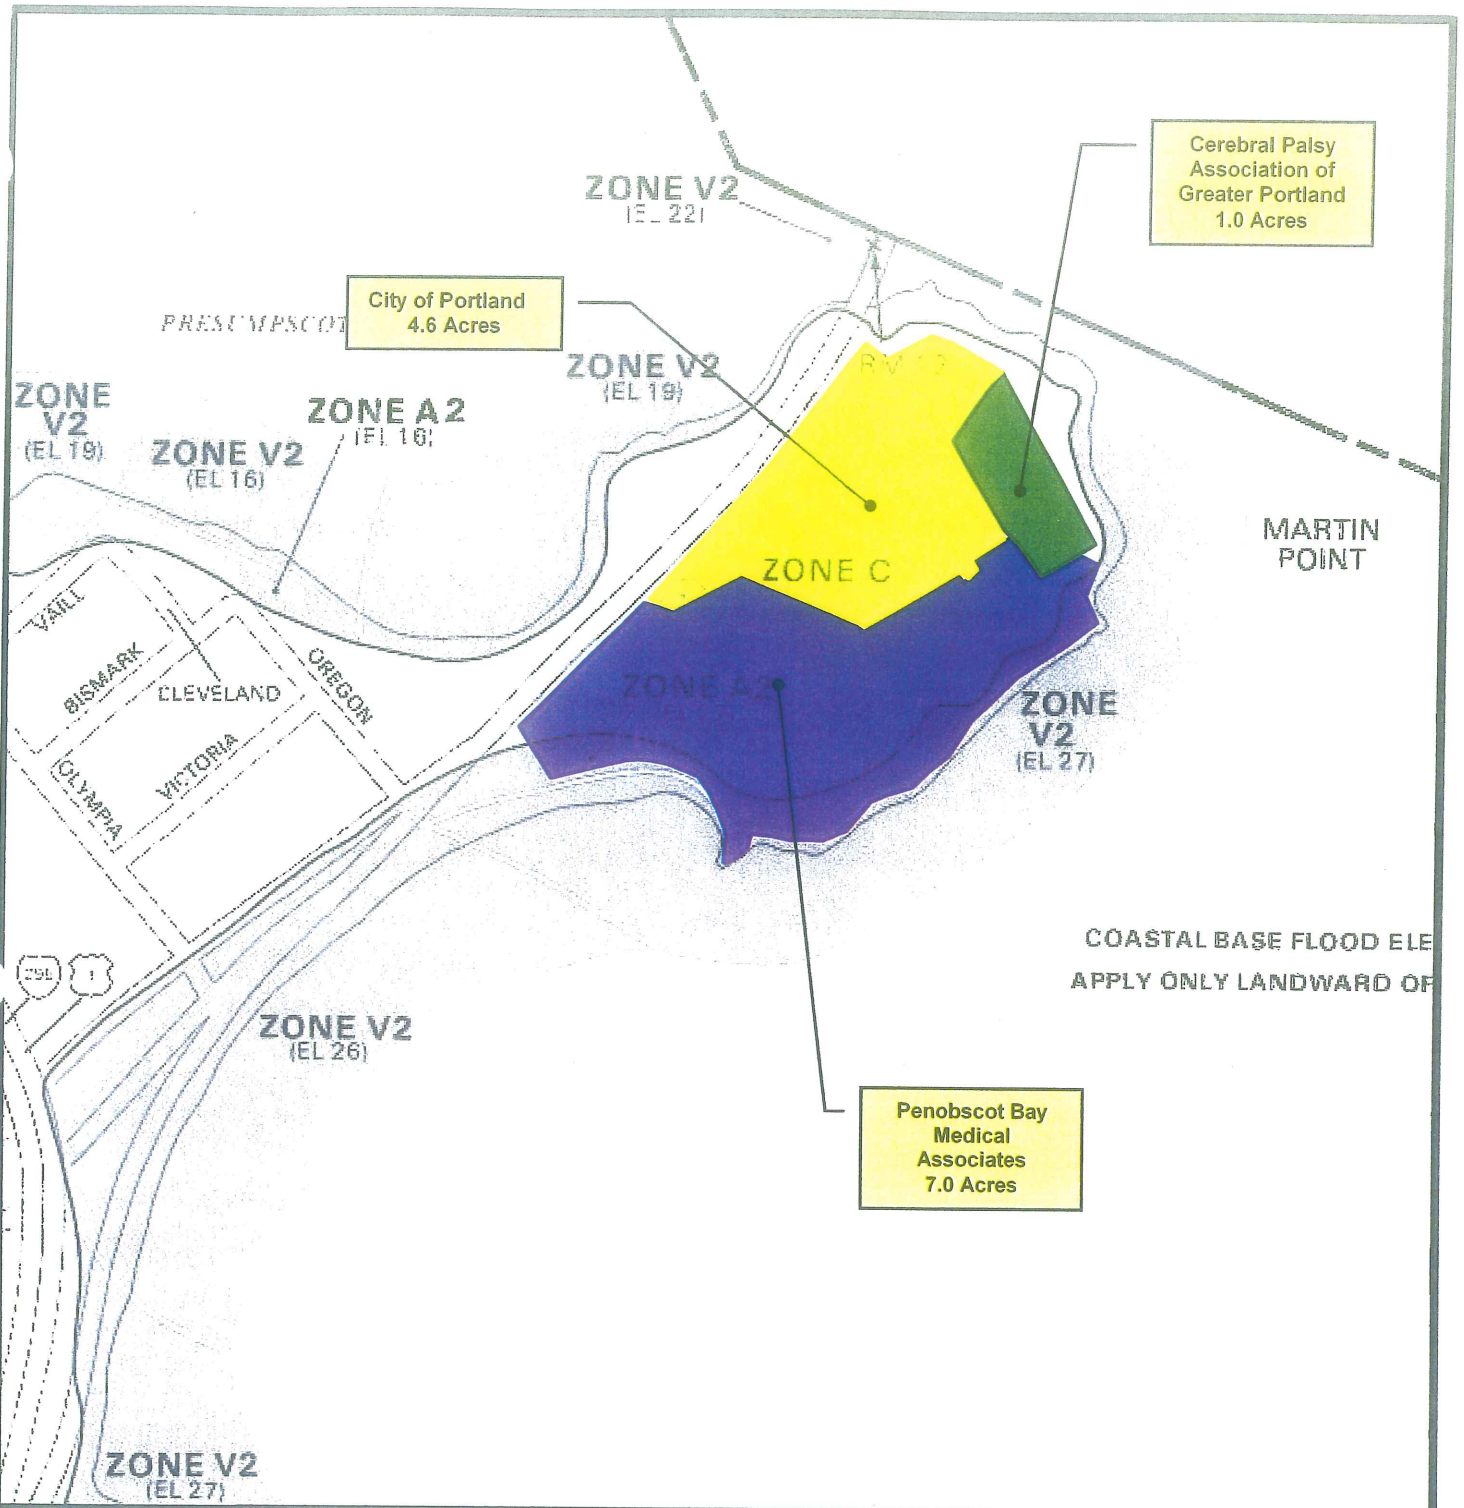 Cerebral Palsy
Association of
Greater Portland
1.0 Acres
ZONE V2
(EL 22)
City of Portland
4.6 Acres
PRESUMPSCOT
ZONE V2
(EL 19)
ZONE
V2
(EL 19)
ZONE A2
(EL 16)
ZONE V2
(EL 16)
MARTIN
POINT
ZONE C
VAILL
BISMARK
CLEVELAND
OREGON
VICTORIA
OLYMPIA
ZONE A2
ZONE
V2
(EL 27)
COASTAL BASE FLOOD ELE
APPLY ONLY LANDWARD OF
1
ZONE V2
(EL 26)
Penobscot Bay
Medical
Associates
7.0 Acres
ZONE V2
(EL 27)